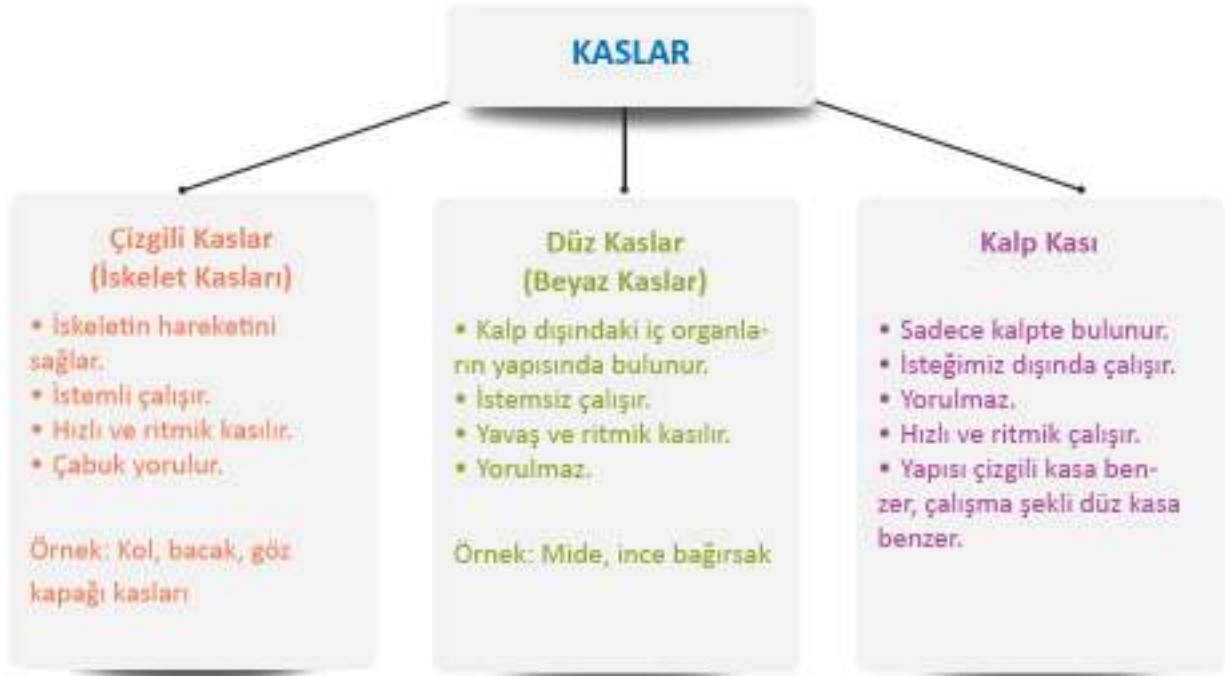 KASLAR
Çizgili Kaslar
(İskelet Kasları)
• İskeletin hareketini
sağlar.
• İstemli çalışır.
• Hızlı ve ritmik kasılır.
• Çabuk yorulur.
Örnek: Kol, bacak, göz
kapağı kasları
Düz Kaslar
(Beyaz Kaslar)
• Kalp dışındaki iç organla-
rın yapısında bulunur.
• İstemsiz çalışır.
• Yavaş ve ritmik kasılır.
• Yorulmaz.
Örnek: Mide, ince bağırsak
Kalp Kası
• Sadece kalpte bulunur.
• İsteğimiz dışında çalışır.
• Yorulmaz.
• Hızlı ve ritmik çalışır.
• Yapısı çizgili kasa ben-
zer, çalışma şekli düz kasa
benzer.